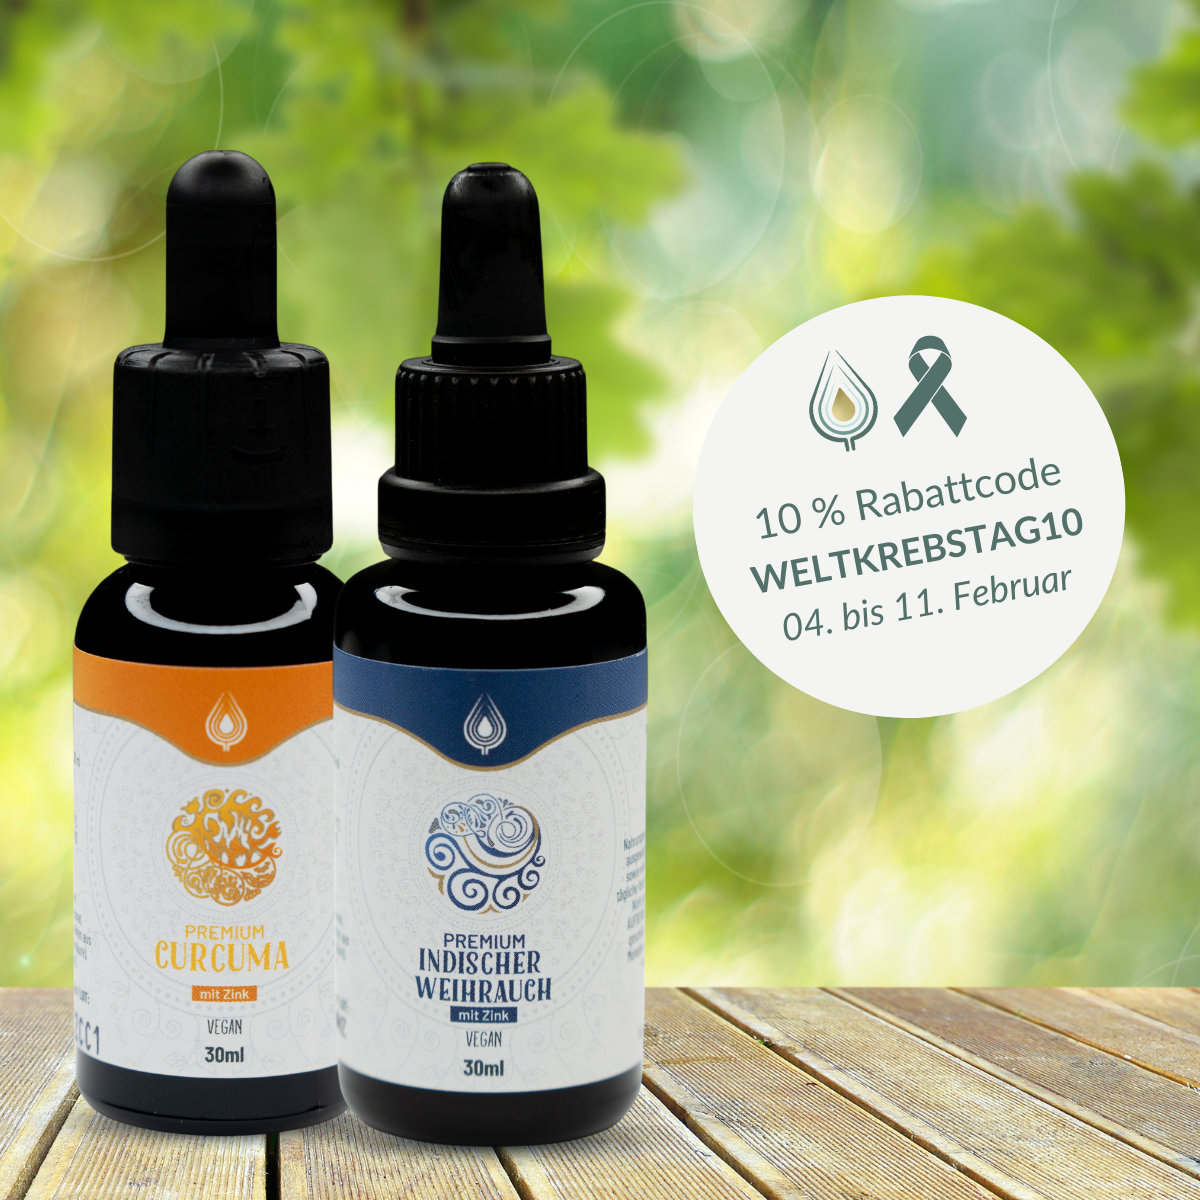 10 % Rabattcode
WELTKREBSTAG10
04. bis 11. Februar
PREMIUM
CURCUMA
mit Zink
VEGAN
30ml
CC1
PREMIUM
INDISCHER
WEIHRAUCH
mit Zink
VEGAN
30ml